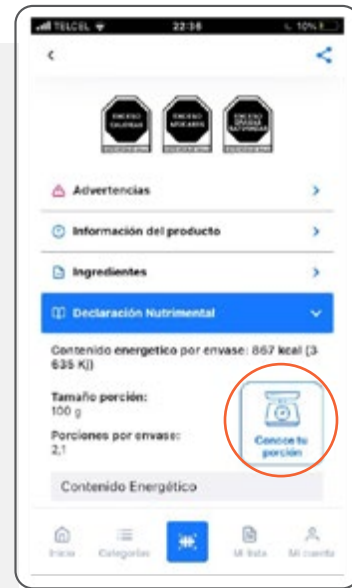 TELCEL 22:36 10%
EXCESO CALORÍAS
EXCESO AZÚCARES
EXCESO GRASAS SATURADAS
Advertencias
Información del producto
Ingredientes
Declaración Nutrimental
Contenido energetico por envase: 867 kcal (3
635 Kj)
Tamaño porción:
100 g
Porciones por envase:
2,1
Conoce tu
porción
Contenido Energético
Inicio Categorías Mi lista Mi cuenta